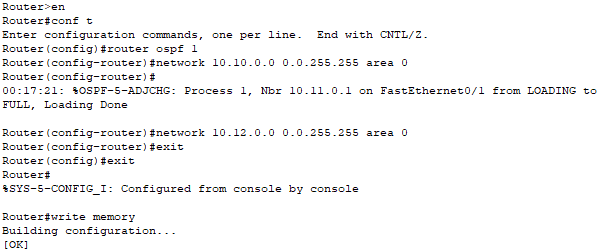 Router>en
Router#conf t
Enter configuration commands, one per line.  End with CNTL/Z.
Router(config)#router ospf 1
Router(config-router)#network 10.10.0.0 0.0.255.255 area 0
Router(config-router)#
00:17:21: %OSPF-5-ADJCHG: Process 1, Nbr 10.11.0.1 on FastEthernet0/1 from LOADING to
FULL, Loading Done
Router(config-router)#network 10.12.0.0 0.0.255.255 area 0
Router(config-router)#exit
Router(config)#exit
Router#
%SYS-5-CONFIG_I: Configured from console by console
Router#write memory
Building configuration...
[OK]